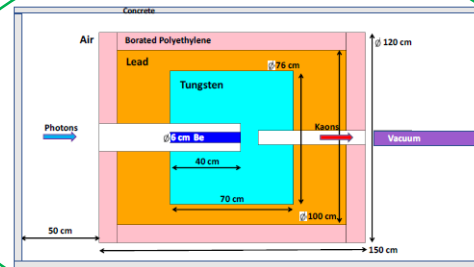 Concrete
Air
Borated Polyethylene
Ø 120 cm
Lead
Ø76 cm
Tungsten
Photons
Ø6 cm Be
Kaons
Vacuum
40 cm
70 cm
Ø100 cm
50 cm
150 cm